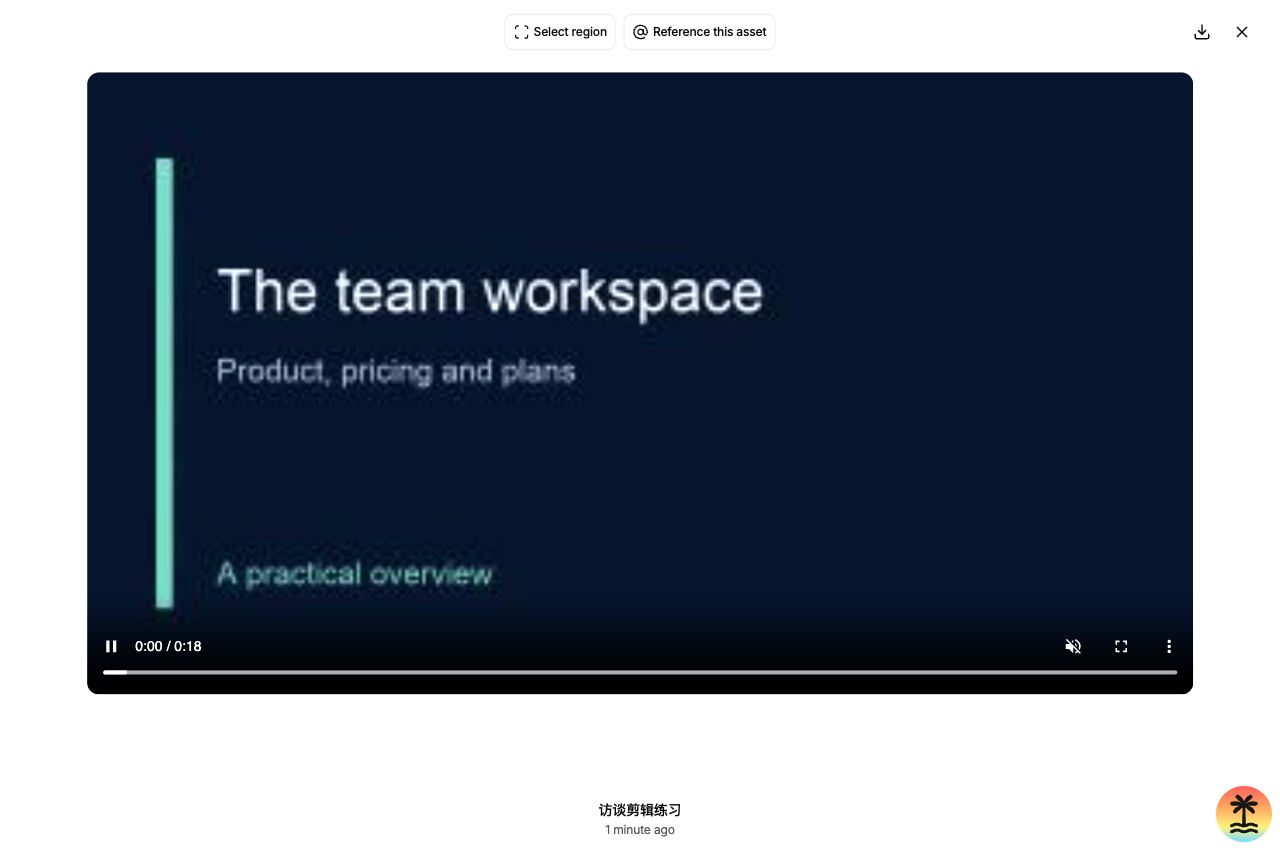 Select region
Reference this asset
The team workspace
Product, pricing and plans
A practical overview
0:00 / 0:18
访谈剪辑练习
1 minute ago